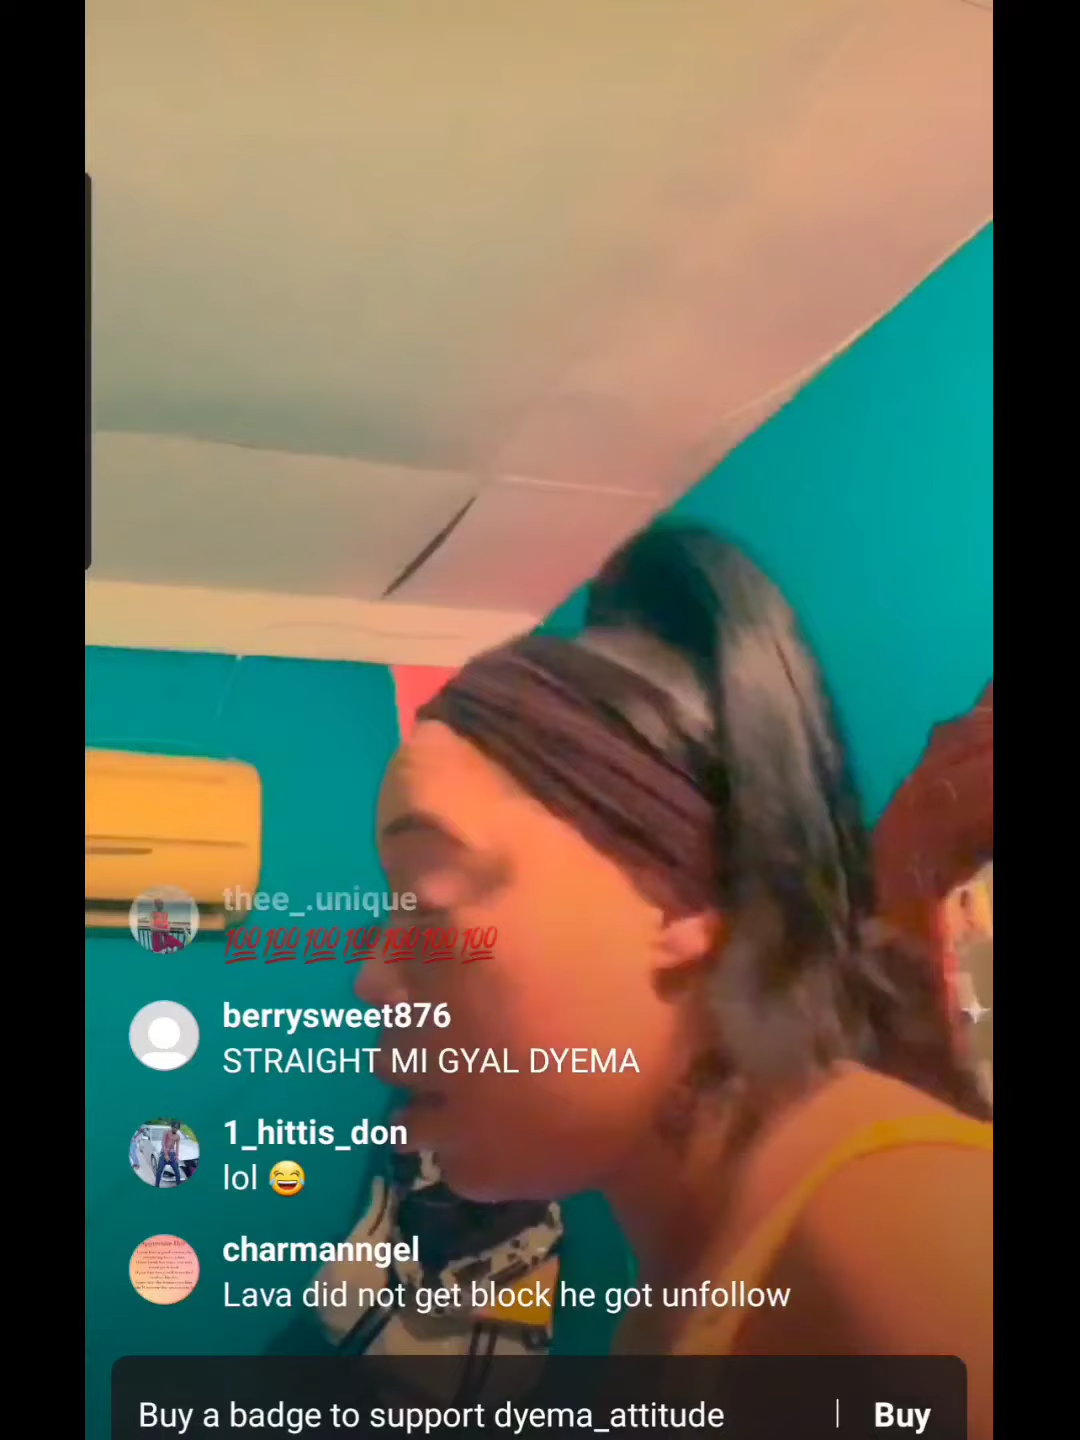 thee_.unique
💯💯💯💯💯💯💯
berrysweet876
STRAIGHT MI GYAL DYEMA
1_hittis_don
lol 😂
charmanngel
Lava did not get block he got unfollow
Buy a badge to support dyema_attitude | Buy